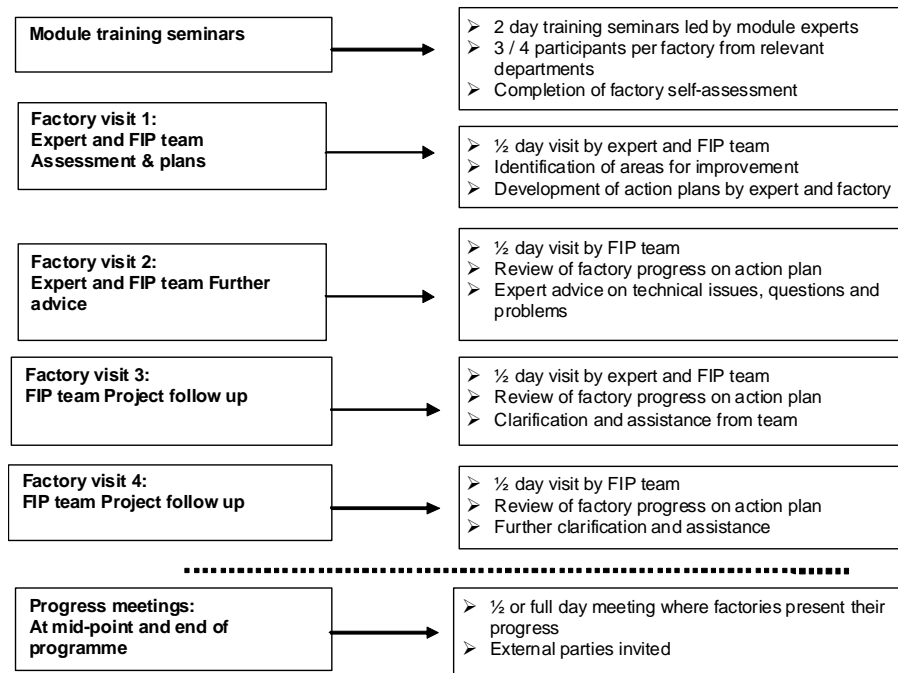 Module training seminars
➢ 2 day training seminars led by module experts
➢ 3 / 4 participants per factory from relevant
departments
➢ Completion of factory self-assessment
Factory visit 1:
Expert and FIP team
Assessment & plans
➢ ½ day visit by expert and FIP team
➢ Identification of areas for improvement
➢ Development of action plans by expert and factory
Factory visit 2:
Expert and FIP team Further
advice
➢ ½ day visit by FIP team
➢ Review of factory progress on action plan
➢ Expert advice on technical issues, questions and
problems
Factory visit 3:
FIP team Project follow up
➢ ½ day visit by expert and FIP team
➢ Review of factory progress on action plan
➢ Clarification and assistance from team
Factory visit 4:
FIP team Project follow up
➢ ½ day visit by FIP team
➢ Review of factory progress on action plan
➢ Further clarification and assistance
Progress meetings:
At mid-point and end of
programme
➢ ½ or full day meeting where factories present their
progress
➢ External parties invited